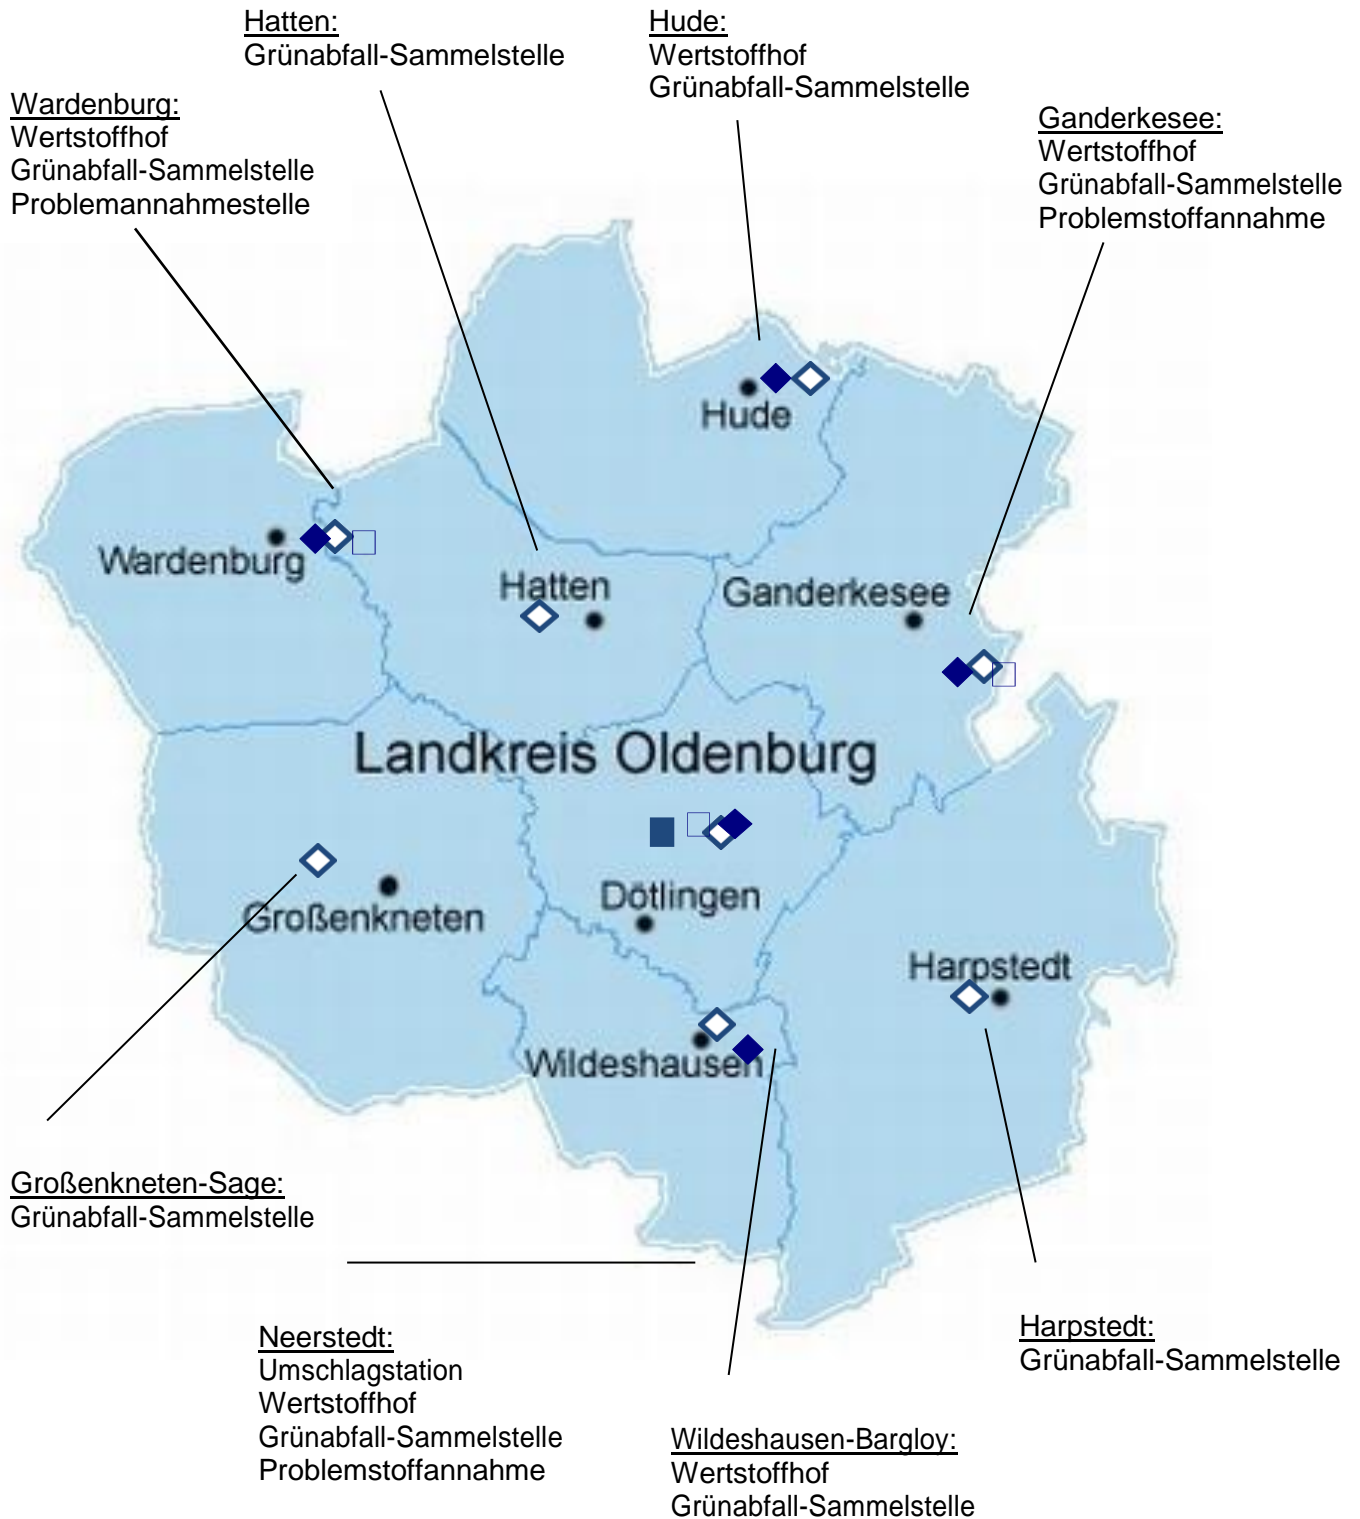 Hatten:
Grünabfall-Sammelstelle
Hude:
Wertstoffhof
Grünabfall-Sammelstelle
Wardenburg:
Wertstoffhof
Grünabfall-Sammelstelle
Problemannahmestelle
Ganderkesee:
Wertstoffhof
Grünabfall-Sammelstelle
Problemstoffannahme
Hude
Wardenburg
Hatten
Ganderkesee
Landkreis Oldenburg
Dötlingen
Großenkneten
Harpstedt
Wildeshausen
Großenkneten-Sage:
Grünabfall-Sammelstelle
Neerstedt:
Umschlagstation
Wertstoffhof
Grünabfall-Sammelstelle
Problemstoffannahme
Harpstedt:
Grünabfall-Sammelstelle
Wildeshausen-Bargloy:
Wertstoffhof
Grünabfall-Sammelstelle